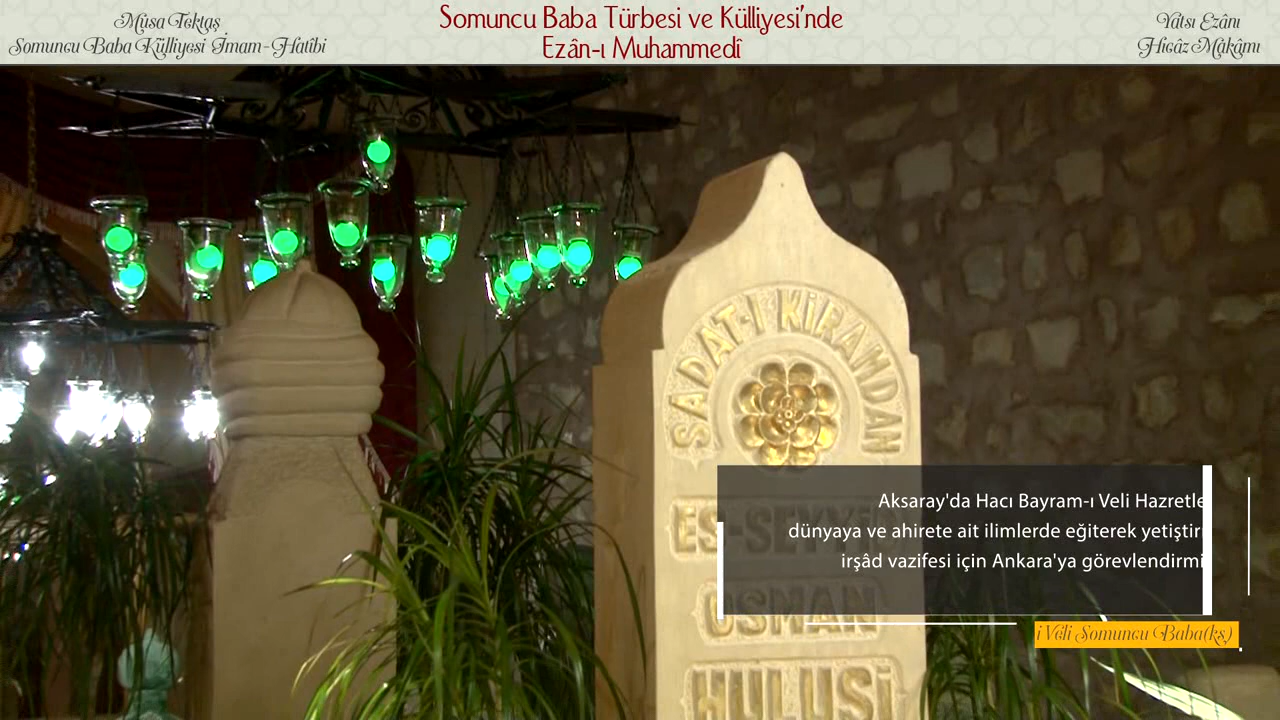 Musa Tektaş
Somuncu Baba Külliyesi İmam-Hatîbi
Somuncu Baba Türbesi ve Külliyesi'nde
Ezân-ı Muhammedî
Yatsı Ezânı
Hicâz Makâmı
SADAT-I KİRAMDAN
ES-SEYYİ
OSMAN
HULUSİ
Aksaray'da Hacı Bayram-ı Veli Hazretle
dünyaya ve ahirete ait ilimlerde eğiterek yetiştir
irşâd vazifesi için Ankara'ya görevlendirmi
i Veli Somuncu Baba(ks)